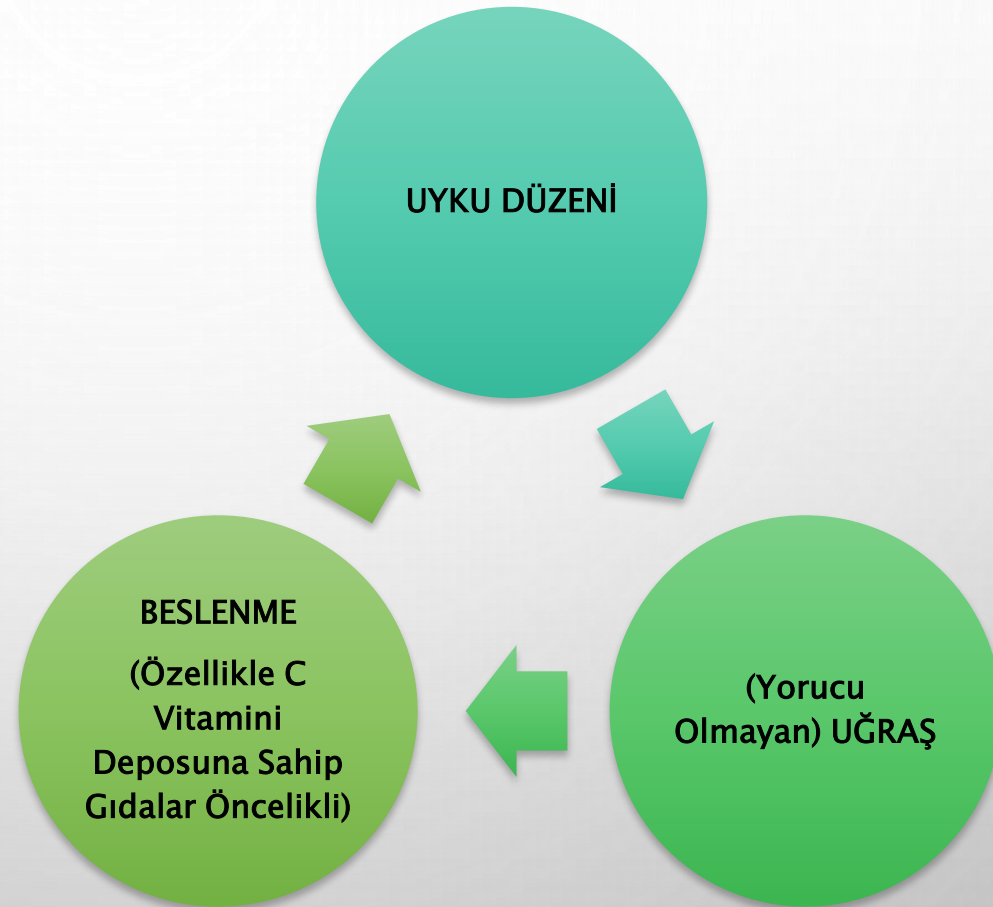 UYKU DÜZENİ
(Yorucu
Olmayan) UĞRAŞ
BESLENME
(Özellikle C
Vitamini
Deposuna Sahip
Gıdalar Öncelikli)